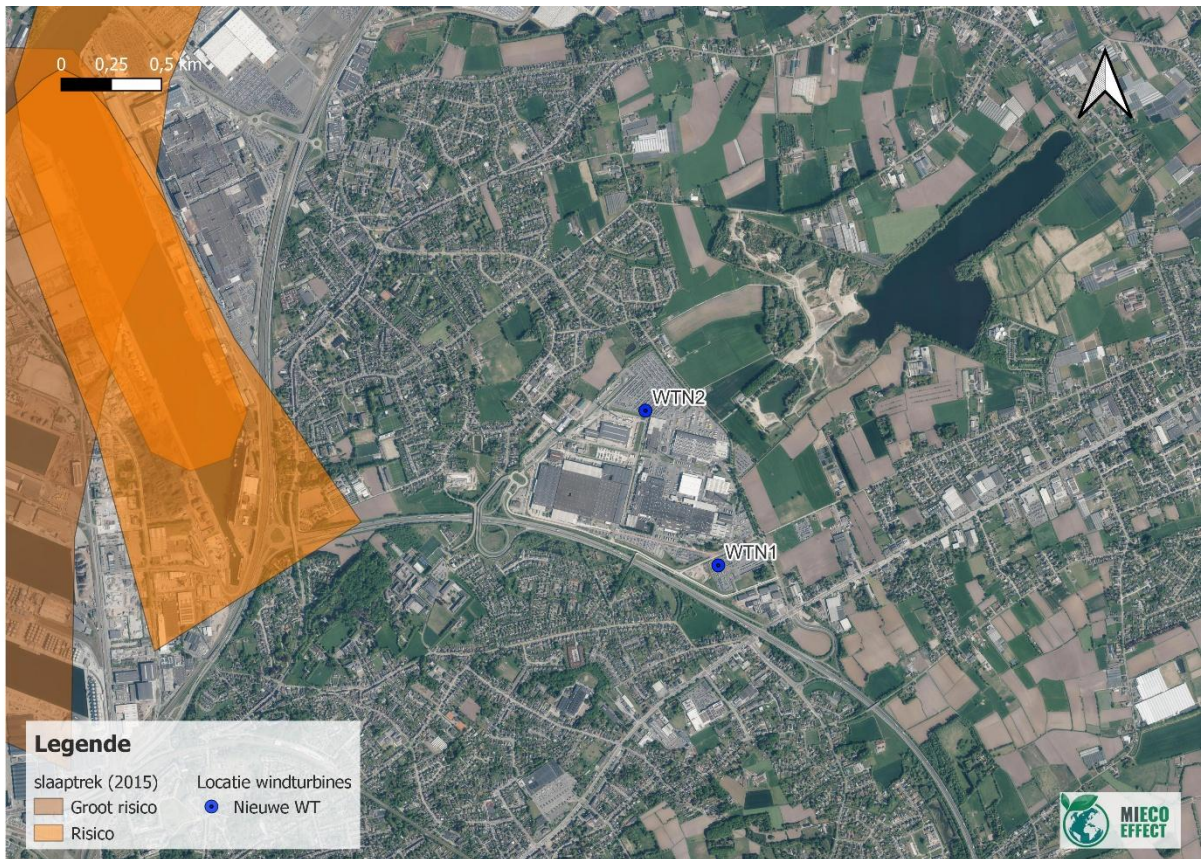 0 0,25 0,5 km
WTN2
WTN1
Legende
slaaptrek (2015) Locatie windturbines
Groot risico Nieuwe WT
Risico
MIECO
EFFECT